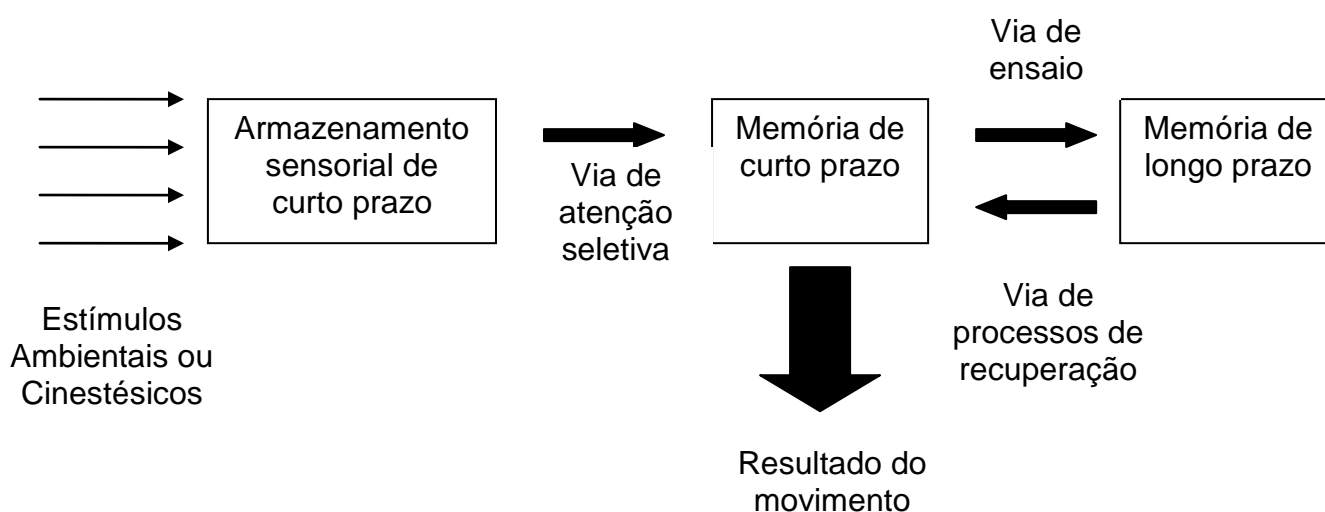 Via de
ensaio
Armazenamento
sensorial de
curto prazo
Via de
atenção
seletiva
Memória de
curto prazo
Memória de
longo prazo
Estímulos
Ambientais ou
Cinestésicos
Via de
processos de
recuperação
Resultado do
movimento